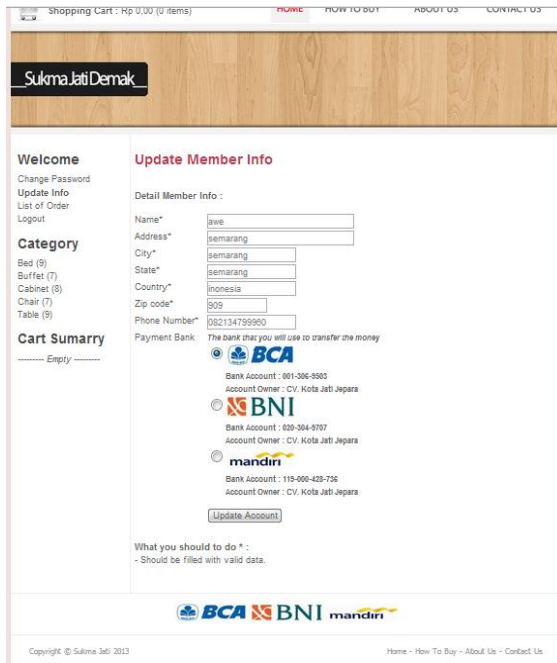 Shopping Cart : Rp 0,00 (0 items)
HOME HOW TO BUY ABOUT US CONTACT US
_Sukma Jati Demak_
Welcome
Change Password
Update Info
List of Order
Logout
Category
Bed (9)
Buffet (7)
Cabinet (8)
Chair (7)
Table (9)
Cart Sumarry
--------- Empty ---------
Update Member Info
Detail Member Info :
Name* awe
Address* semarang
City* semarang
State* semarang
Country* inonesia
Zip code* 909
Phone Number* 082134799960
Payment Bank The bank that you will use to transfer the money
BCA
Bank Account : 001-306-9503
Account Owner : CV. Kota Jati Jepara
BNI
Bank Account : 020-304-9707
Account Owner : CV. Kota Jati Jepara
mandiri
Bank Account : 119-000-428-736
Account Owner : CV. Kota Jati Jepara
Update Account
What you should to do * :
- Should be filled with valid data.
BCA BNI mandiri
Copyright © Sukma Jati 2013
Home - How To Buy - About Us - Contact Us